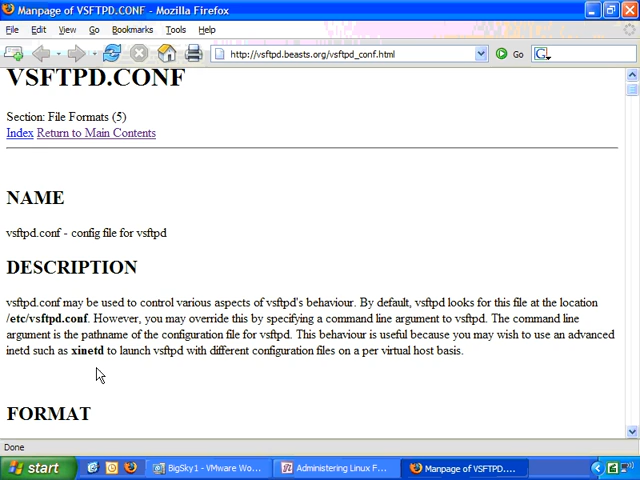 Manpage of VSFTPD.CONF - Mozilla Firefox
File Edit View Go Bookmarks Tools Help
http://vsftpd.beasts.org/vsftpd_conf.html Go G
VSFTPD.CONF
Section: File Formats (5)
Index Return to Main Contents
NAME
vsftpd.conf - config file for vsftpd
DESCRIPTION
vsftpd.conf may be used to control various aspects of vsftpd's behaviour. By default, vsftpd looks for this file at the location
/etc/vsftpd.conf. However, you may override this by specifying a command line argument to vsftpd. The command line
argument is the pathname of the configuration file for vsftpd. This behaviour is useful because you may wish to use an advanced
inetd such as xinetd to launch vsftpd with different configuration files on a per virtual host basis.
FORMAT
Done
start BigSky1 - VMware Wo... Administering Linux F... Manpage of VSFTPD....